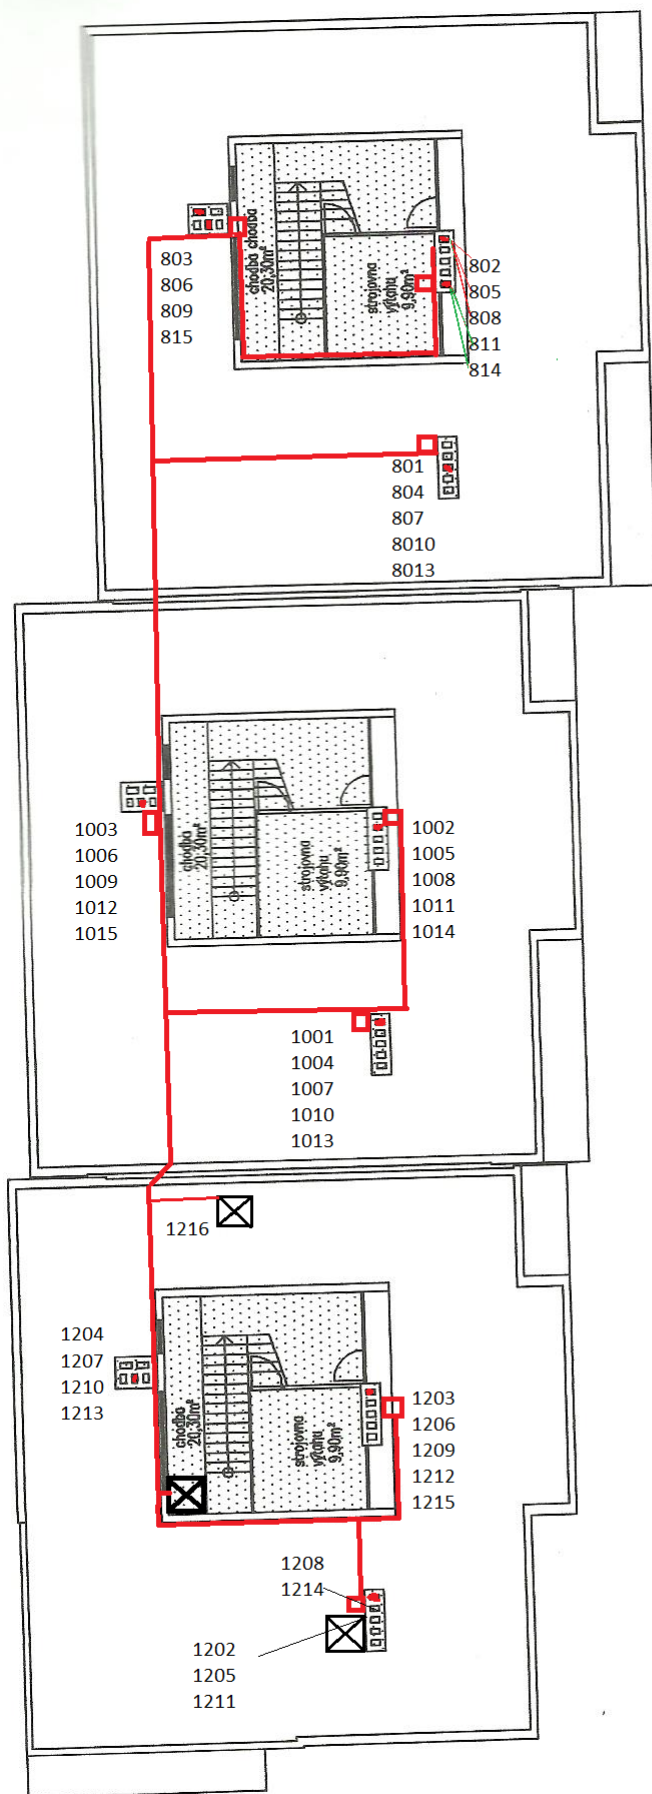 chodba chodba
20,30m²
strojovna
výtahu
9,90m²
803
806
809
815
802
805
808
811
814
801
804
807
8010
8013
chodba
20,30m²
strojovna
výtahu
9,90m²
1003
1006
1009
1012
1015
1002
1005
1008
1011
1014
1001
1004
1007
1010
1013
1216
1204
1207
1210
1213
chodba
20,30m²
strojovna
výtahu
9,90m²
1203
1206
1209
1212
1215
1208
1214
1202
1205
1211